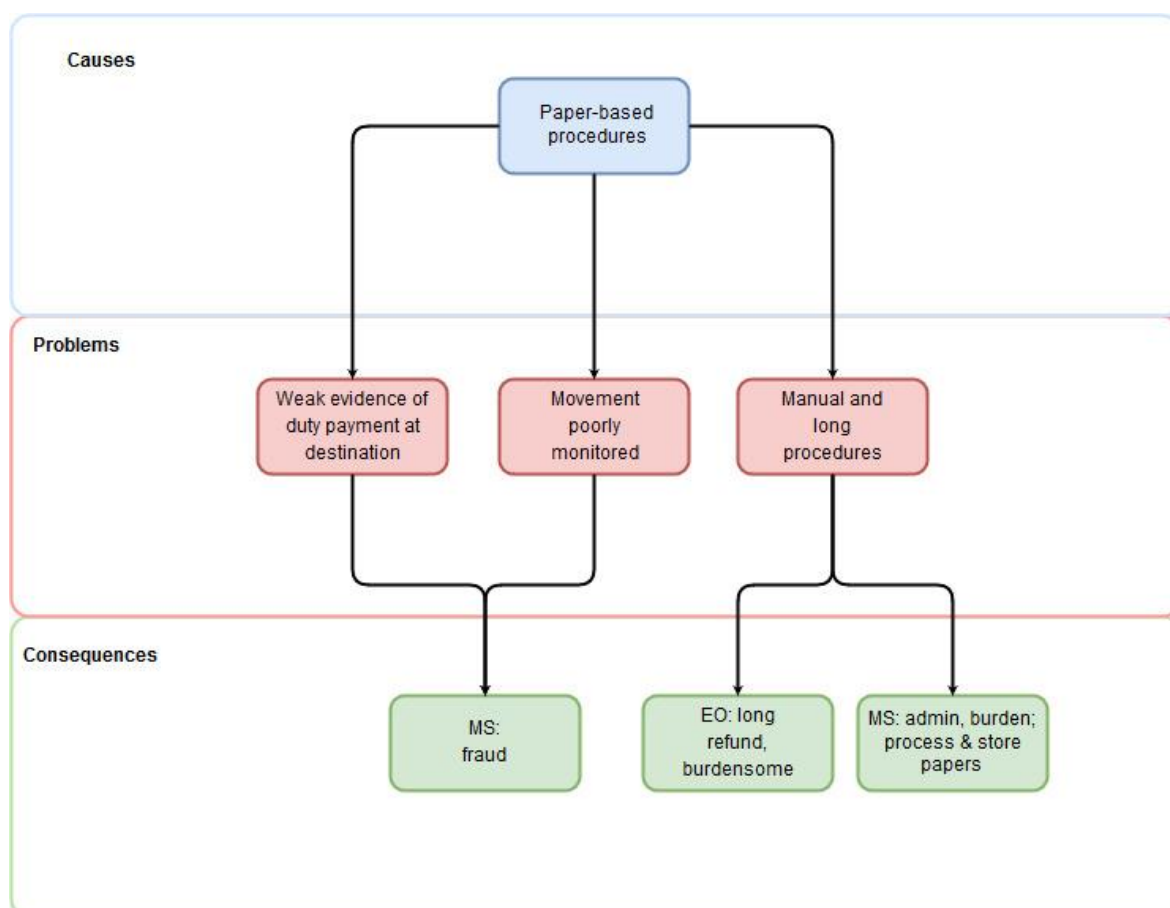 Causes
Paper-based
procedures
Problems
Weak evidence of
duty payment at
destination
Movement
poorly
monitored
Manual and
long
procedures
Consequences
MS:
fraud
EO: long
refund,
burdensome
MS: admin, burden;
process & store
papers